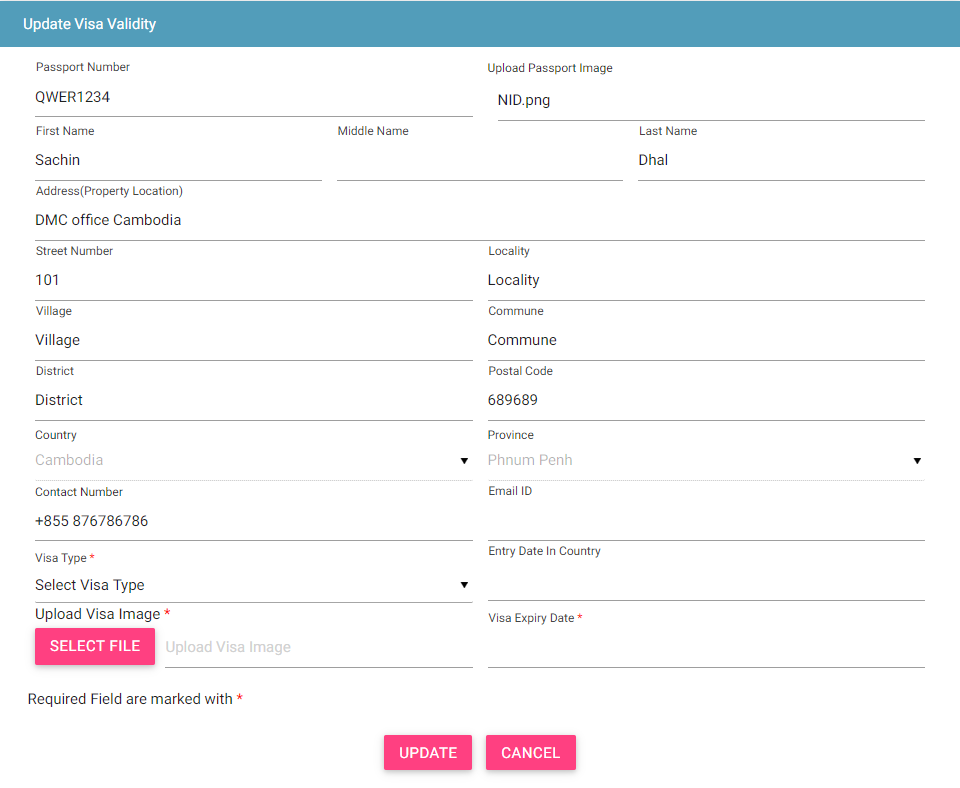 Update Visa Validity
Passport Number
Upload Passport Image
QWER1234
NID.png
First Name
Middle Name
Last Name
Sachin
Dhal
Address(Property Location)
DMC office Cambodia
Street Number
Locality
101
Locality
Village
Commune
Village
Commune
District
Postal Code
District
689689
Country
Province
Cambodia
Phnum Penh
Contact Number
Email ID
+855 876786786
Visa Type *
Entry Date In Country
Select Visa Type
Upload Visa Image *
Visa Expiry Date *
SELECT FILE
Upload Visa Image
Required Field are marked with *
UPDATE
CANCEL